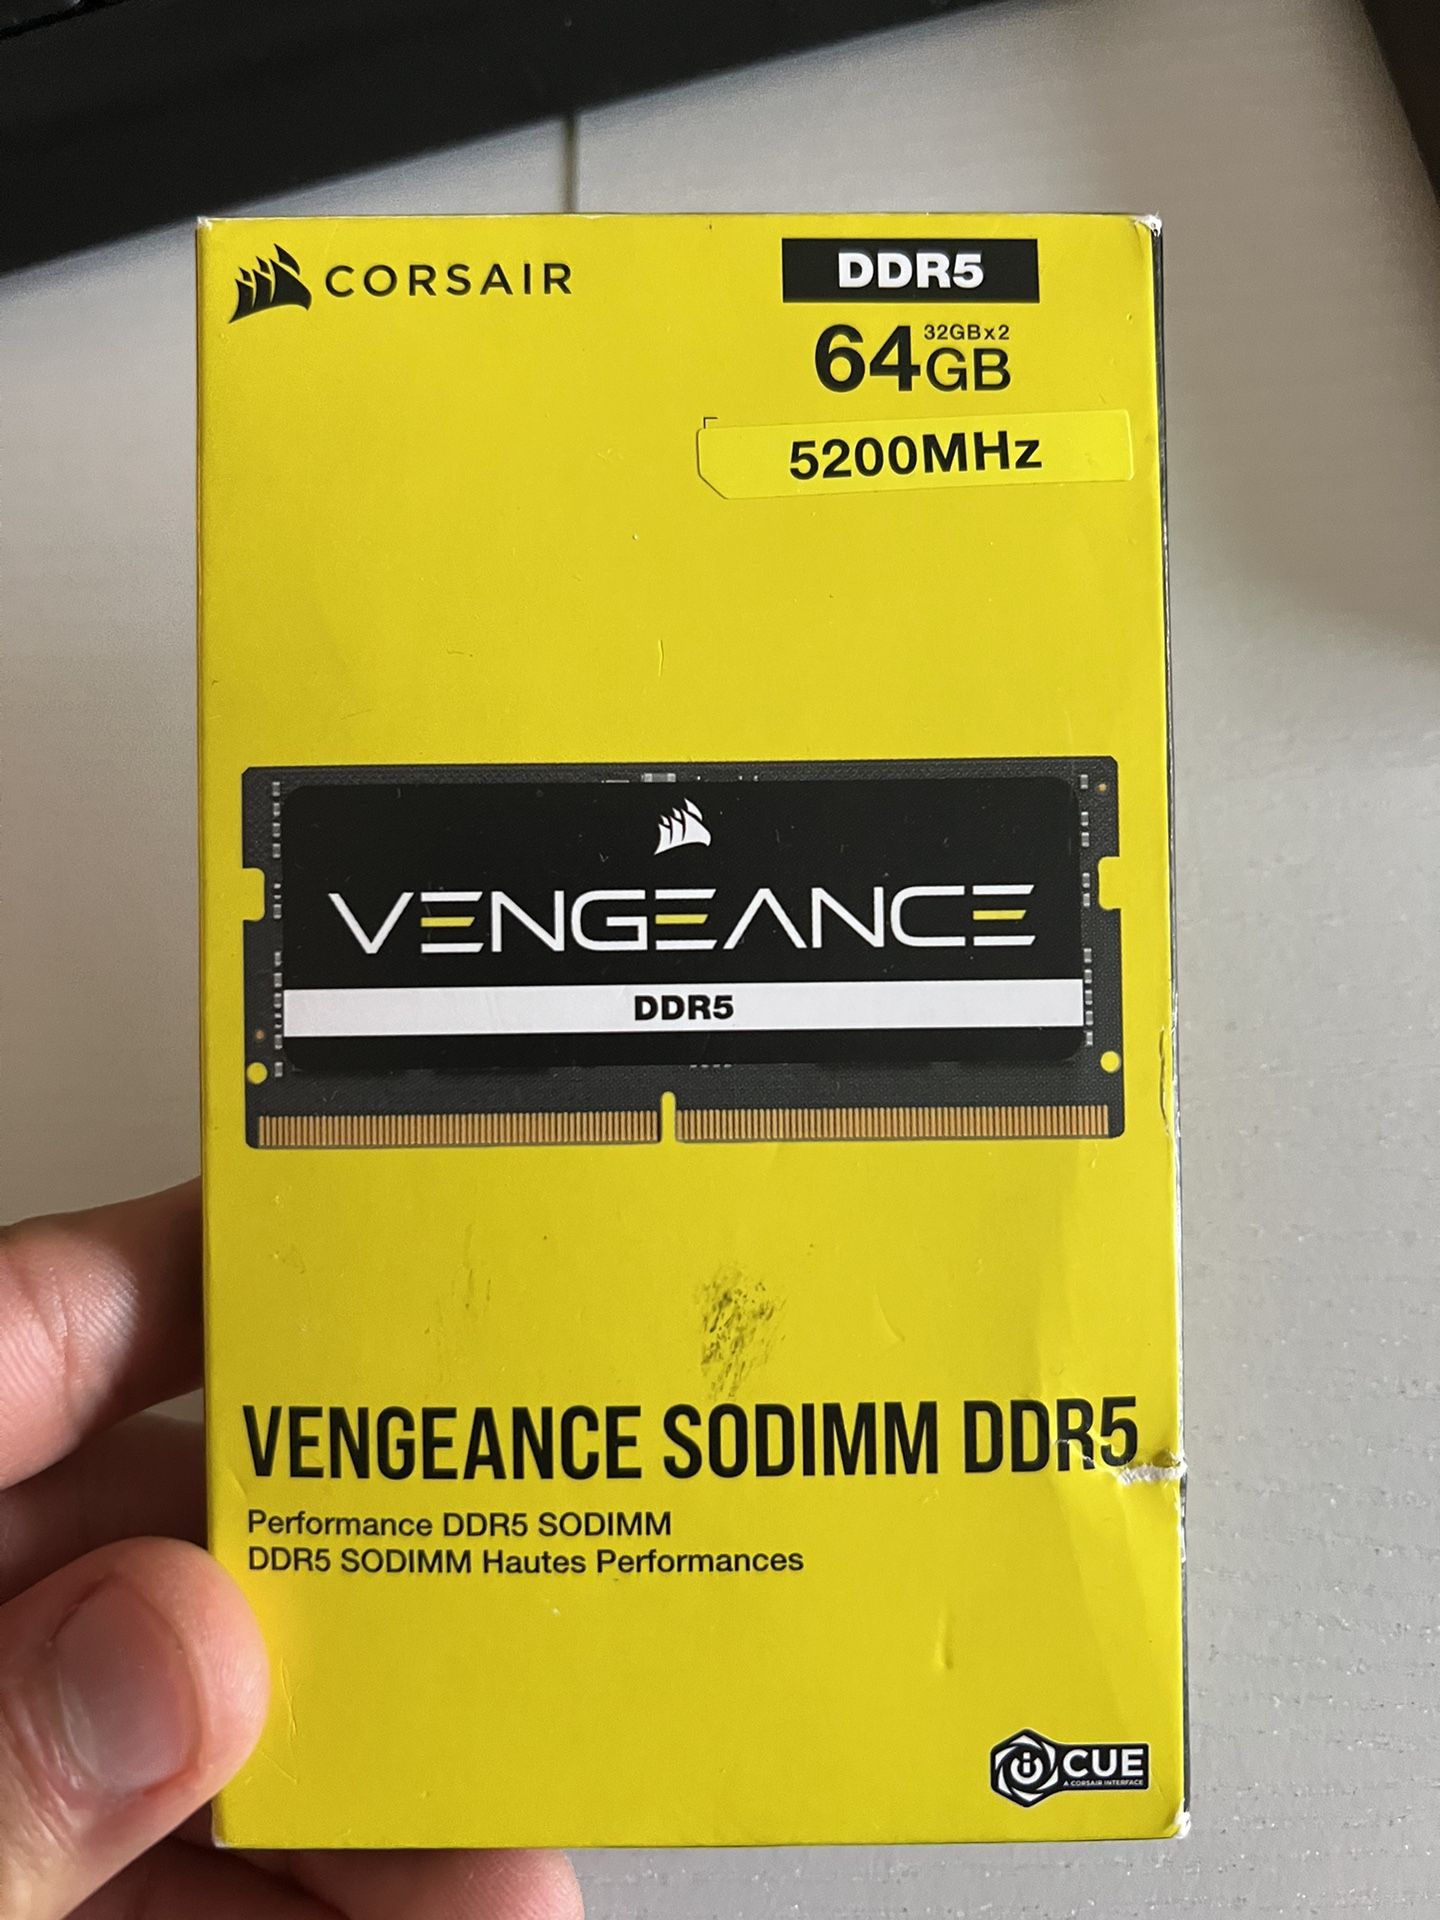 CORSAIR
DDR5
32GBx2
64GB
5200MHz
VENGEANCE
DDR5
VENGEANCE SODIMM DDR5
Performance DDR5 SODIMM
DDR5 SODIMM Hautes Performances
iCUE
A CORSAIR INTERFACE